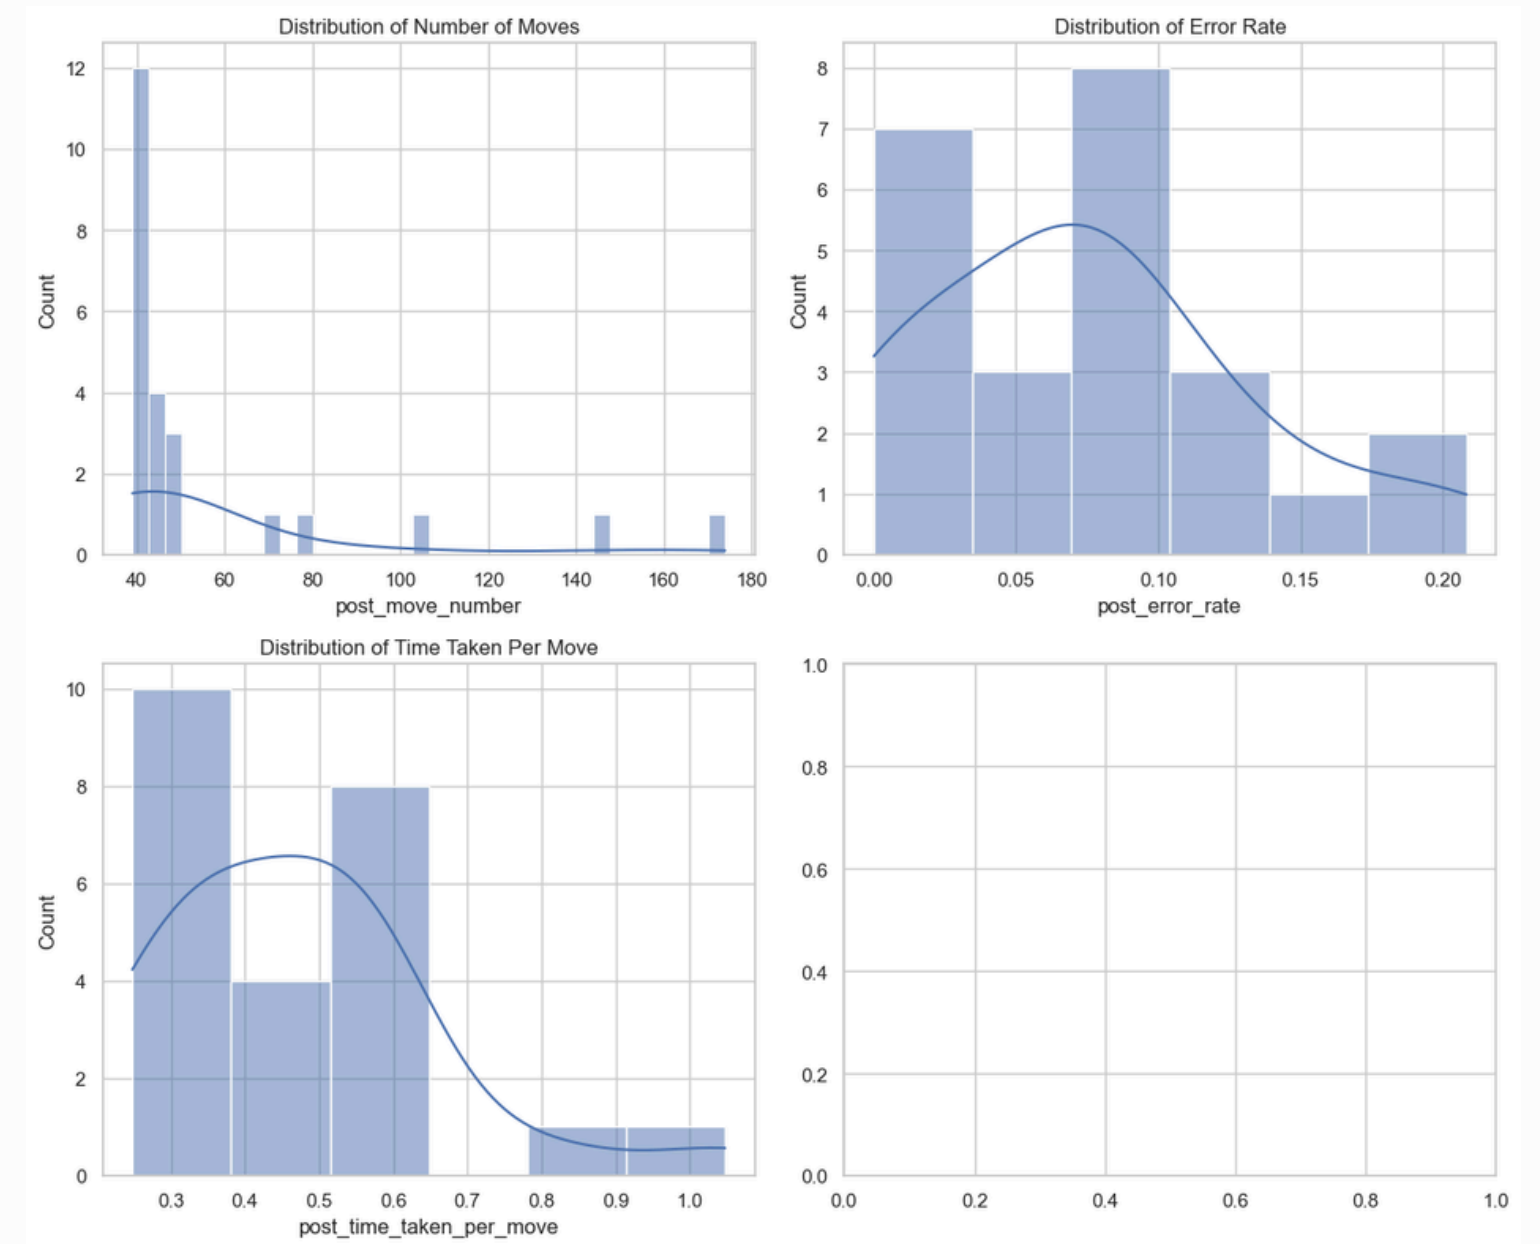 Distribution of Number of Moves
12
10
8
6
4
2
0
Count
40 60 80 100 120 140 160 180
post_move_number
Distribution of Error Rate
8
7
6
5
4
3
2
1
0
Count
0.00 0.05 0.10 0.15 0.20
post_error_rate
Distribution of Time Taken Per Move
10
8
6
4
2
0
Count
0.3 0.4 0.5 0.6 0.7 0.8 0.9 1.0
post_time_taken_per_move
1.0
0.8
0.6
0.4
0.2
0.0
0.0 0.2 0.4 0.6 0.8 1.0